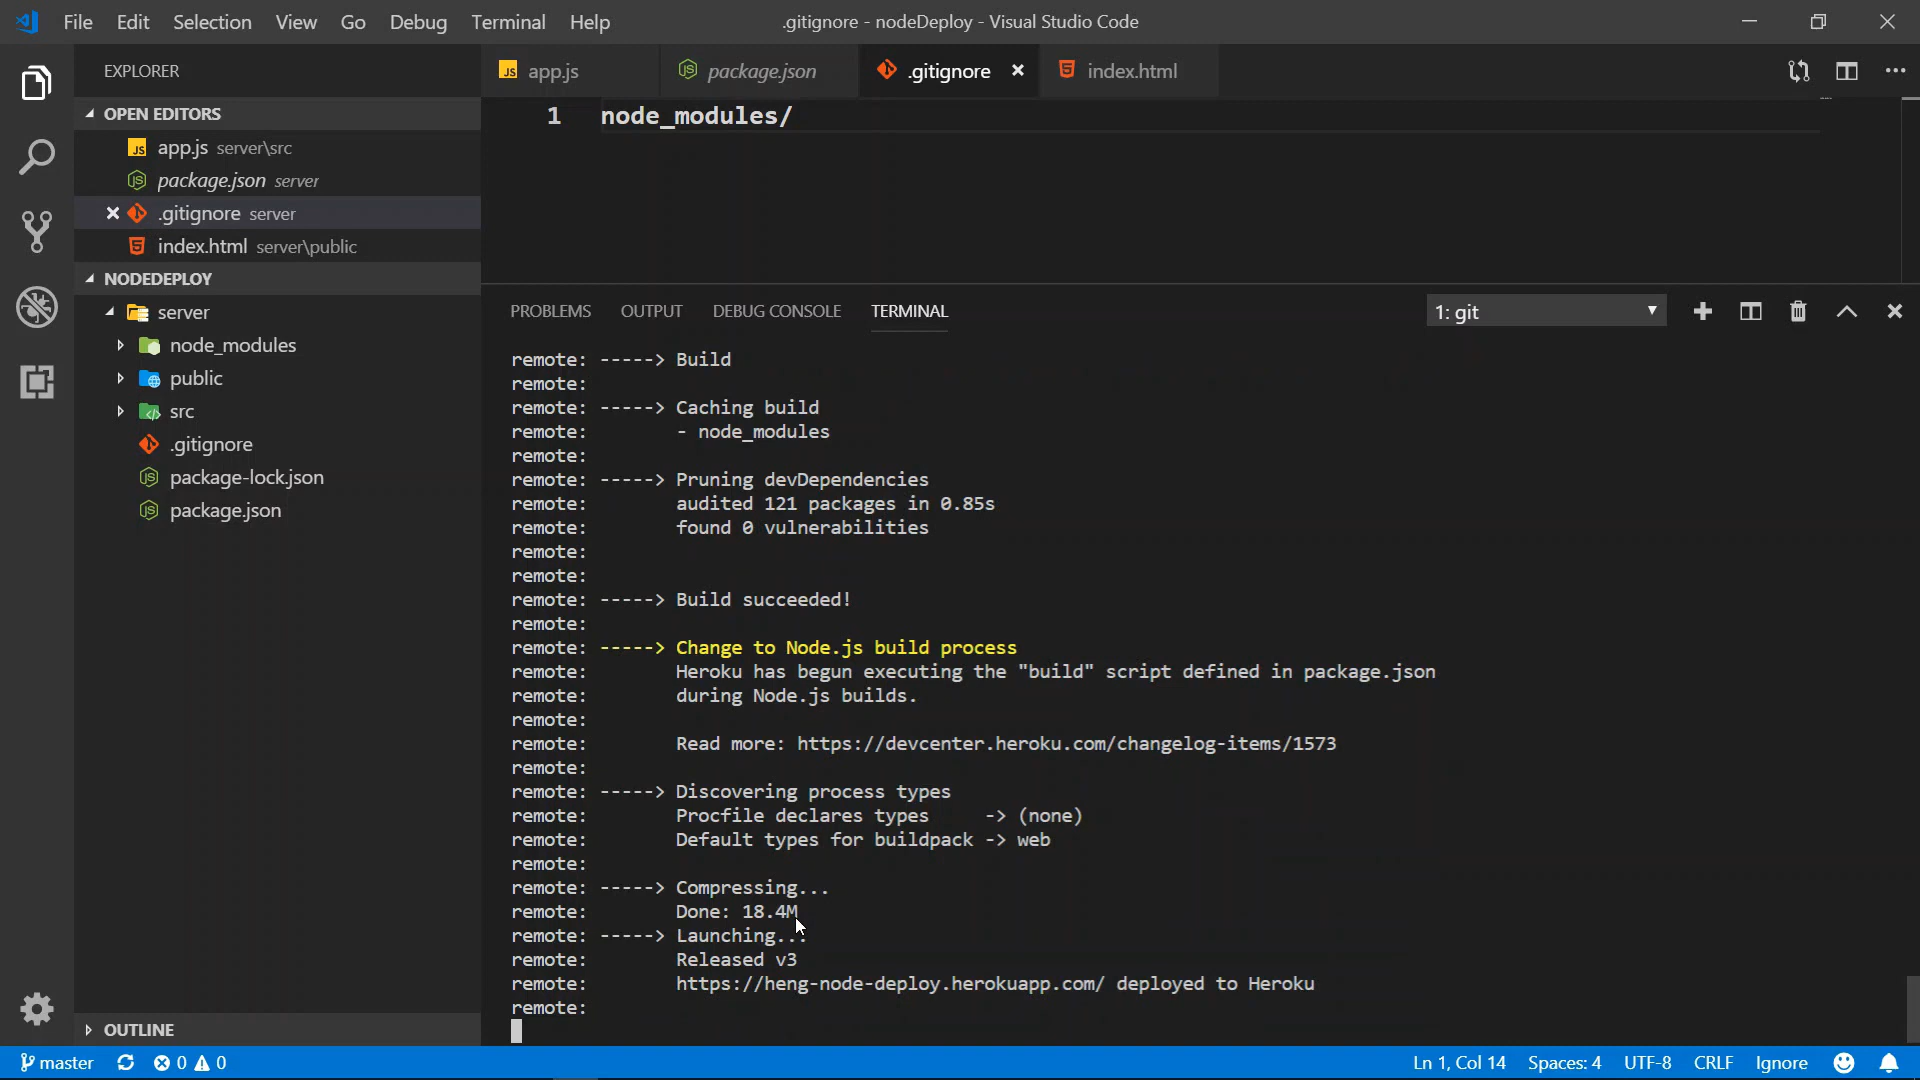 File Edit Selection View Go Debug Terminal Help
.gitignore - nodeDeploy - Visual Studio Code
EXPLORER
OPEN EDITORS
JS app.js server\src
package.json server
.gitignore server
index.html server\public
NODEDEPLOY
server
node_modules
public
src
.gitignore
package-lock.json
package.json
OUTLINE
JS app.js
package.json
.gitignore
index.html
1 node_modules/
PROBLEMS OUTPUT DEBUG CONSOLE TERMINAL
1: git
remote: -----> Build
remote:
remote: -----> Caching build
remote: - node_modules
remote:
remote: -----> Pruning devDependencies
remote: audited 121 packages in 0.85s
remote: found 0 vulnerabilities
remote:
remote:
remote: -----> Build succeeded!
remote:
remote: -----> Change to Node.js build process
remote: Heroku has begun executing the "build" script defined in package.json
remote: during Node.js builds.
remote:
remote: Read more: https://devcenter.heroku.com/changelog-items/1573
remote:
remote: -----> Discovering process types
remote: Procfile declares types -> (none)
remote: Default types for buildpack -> web
remote:
remote: -----> Compressing...
remote: Done: 18.4M
remote: -----> Launching...
remote: Released v3
remote: https://heng-node-deploy.herokuapp.com/ deployed to Heroku
remote:
master 0 0
Ln 1, Col 14 Spaces: 4 UTF-8 CRLF Ignore